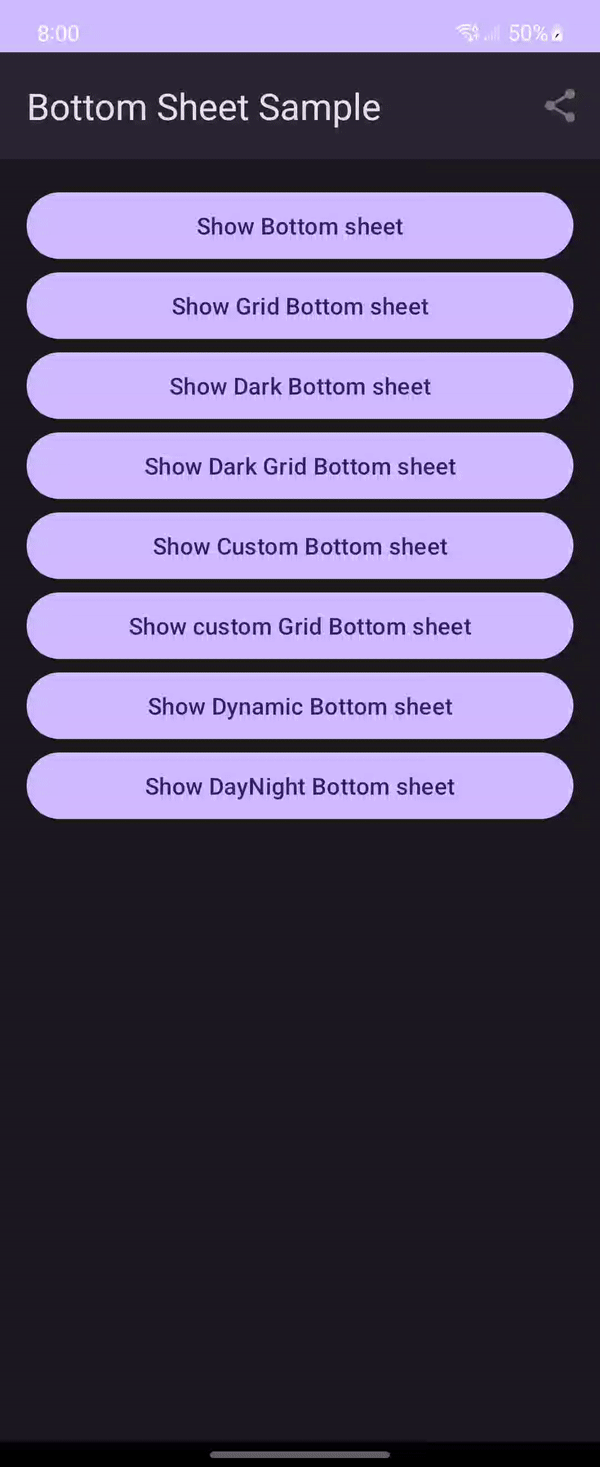 8:00
50%
Bottom Sheet Sample
Show Bottom sheet
Show Grid Bottom sheet
Show Dark Bottom sheet
Show Dark Grid Bottom sheet
Show Custom Bottom sheet
Show custom Grid Bottom sheet
Show Dynamic Bottom sheet
Show DayNight Bottom sheet